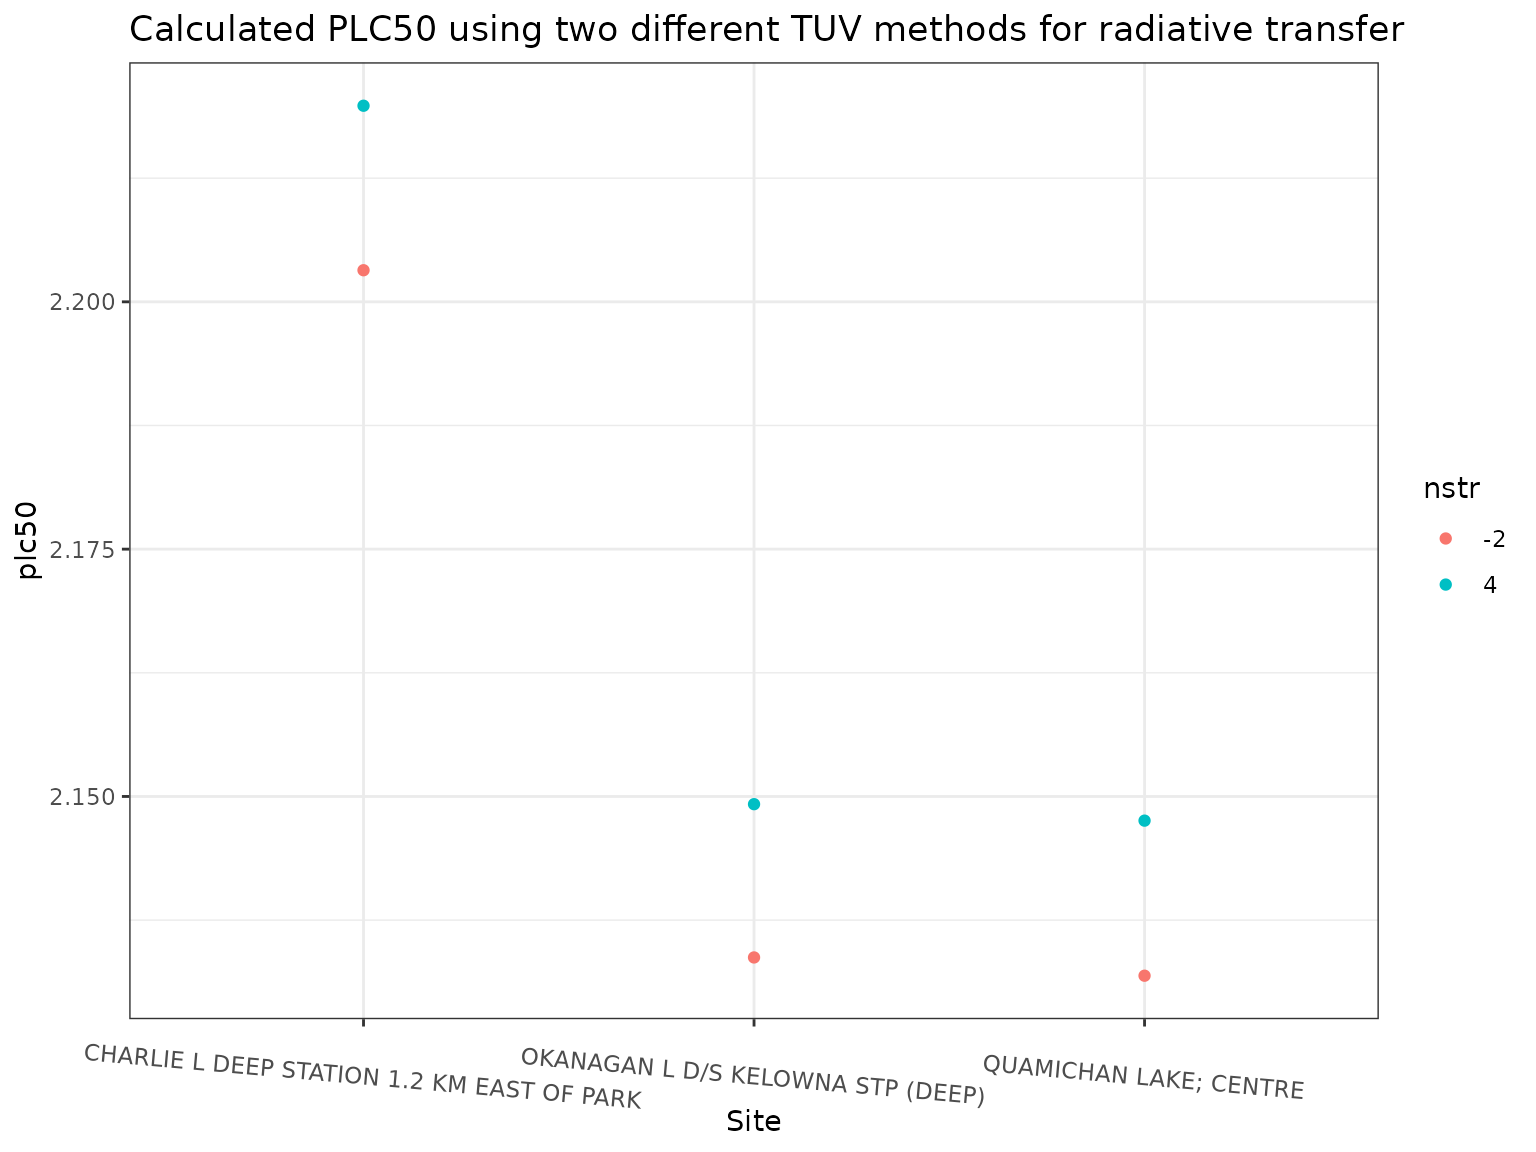 Calculated PLC50 using two different TUV methods for radiative transfer
plc50
2.200
2.175
2.150
nstr
-2
4
CHARLIE L DEEP STATION 1.2 KM EAST OF PARK
OKANAGAN L D/S KELOWNA STP (DEEP)
QUAMICHAN LAKE; CENTRE
Site